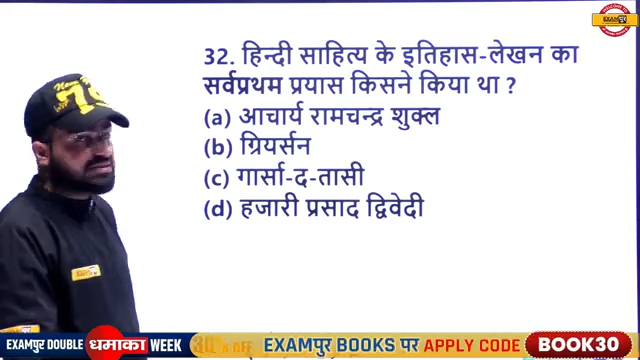 32. हिन्दी साहित्य के इतिहास-लेखन का
सर्वप्रथम प्रयास किसने किया था ?
(a) आचार्य रामचन्द्र शुक्ल
(b) ग्रियर्सन
(c) गार्सा-द-तासी
(d) हजारी प्रसाद द्विवेदी
EXAMपुर DOUBLE धमाका WEEK
EXAMपुर BOOKS पर APPLY CODE BOOK30